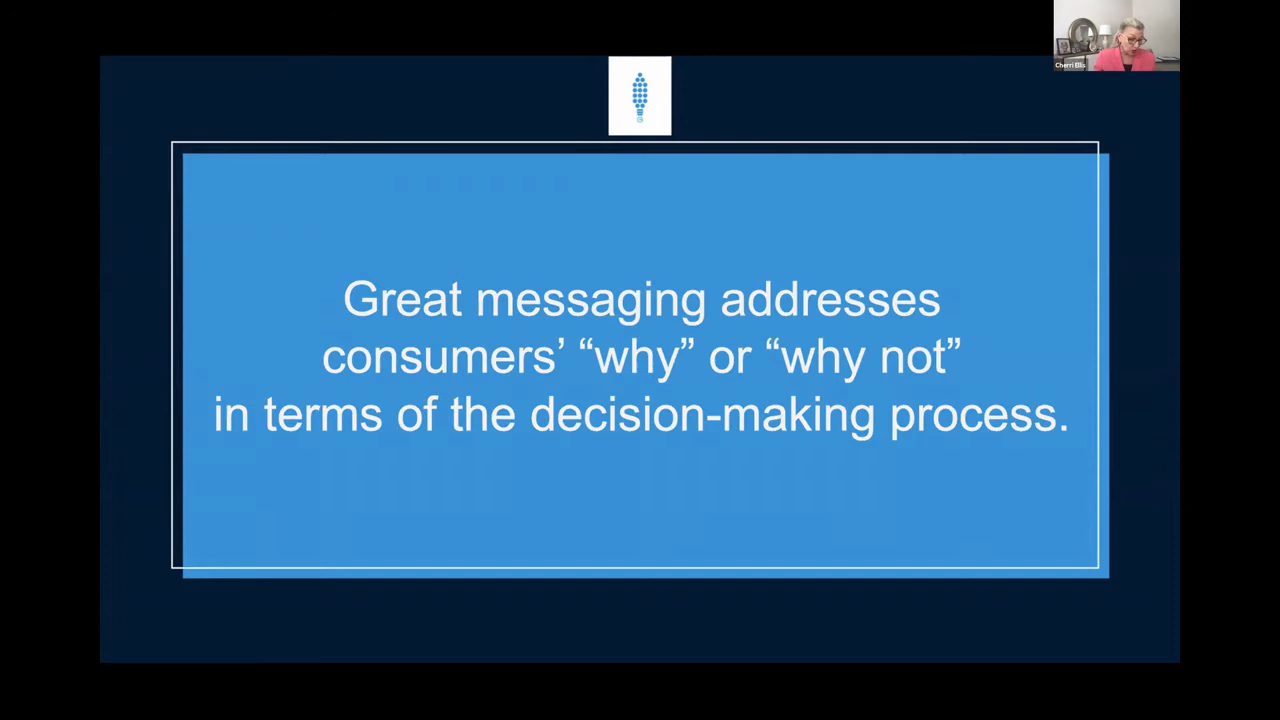 Cherri Ellis
Great messaging addresses
consumers’ “why” or “why not”
in terms of the decision-making process.